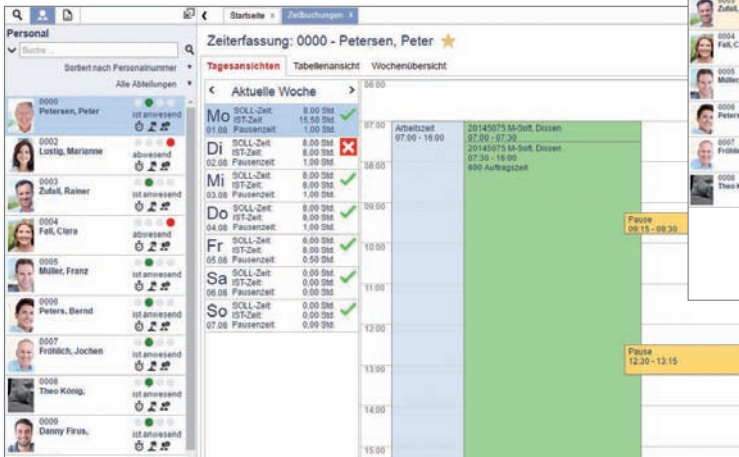 Startseite ×
Zeitbuchungen ×
Personal
Suche ...
Sortiert nach Personalnummer
Alle Abteilungen
0000
Petersen, Peter
ist anwesend
0002
Lustig, Marianne
abwesend
0003
Zufall, Rainer
ist anwesend
0004
Fall, Clara
abwesend
0005
Müller, Franz
ist anwesend
0006
Peters, Bernd
ist anwesend
0007
Fröhlich, Jochen
ist anwesend
0008
Theo König,
ist anwesend
0009
Danny Firus,
ist anwesend
Zeiterfassung: 0000 - Petersen, Peter
Tagesansichten Tabellenansicht Wochenübersicht
< Aktuelle Woche >
Mo SOLL-Zeit: 8.00 Std.
IST-Zeit: 15.50 Std.
01.08 Pausenzeit: 1.00 Std.
Di SOLL-Zeit: 8,00 Std.
IST-Zeit: 8,00 Std.
02.08 Pausenzeit: 1,00 Std.
Mi SOLL-Zeit: 8,00 Std.
IST-Zeit: 8,00 Std.
03.08 Pausenzeit: 1,00 Std.
Do SOLL-Zeit: 8,00 Std.
IST-Zeit: 8,00 Std.
04.08 Pausenzeit: 1,00 Std.
Fr SOLL-Zeit: 6,00 Std.
IST-Zeit: 6,00 Std.
05.08 Pausenzeit: 0,50 Std.
Sa SOLL-Zeit: 0,00 Std.
IST-Zeit: 0,00 Std.
06.08 Pausenzeit: 0,00 Std.
So SOLL-Zeit: 0,00 Std.
IST-Zeit: 0,00 Std.
07.08 Pausenzeit: 0,00 Std.
06:00
07:00
08:00
09:00
10:00
11:00
12:00
13:00
14:00
15:00
Arbeitszeit
07:00 - 16:00
20145075 M-Soft, Dissen
07:00 - 07:30
20145075 M-Soft, Dissen
07:30 - 16:00
600 Auftragszeit
Pause
09:15 - 09:30
Pause
12:30 - 13:15
0003
Zufall,
0004
Fall, C
0005
Müller
0006
Peters
0007
Fröhli
0008
Theo K